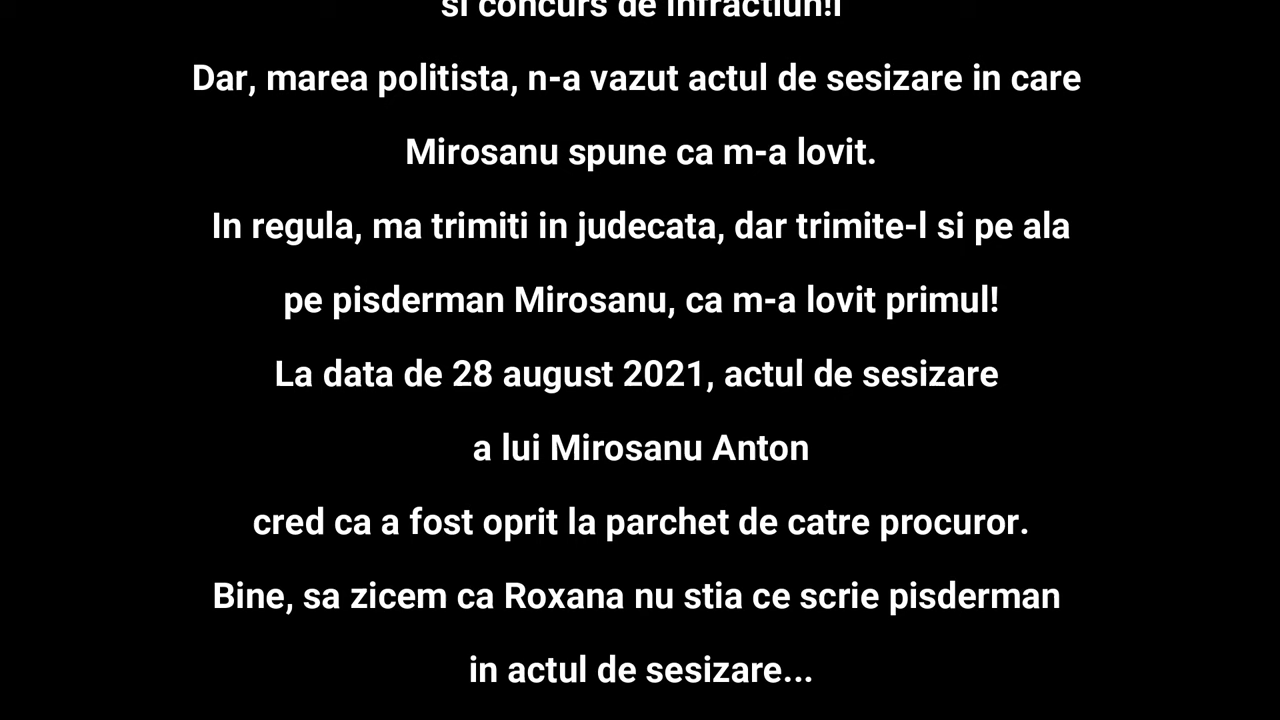 si concurs de infractiun!i
Dar, marea politista, n-a vazut actul de sesizare in care
Mirosanu spune ca m-a lovit.
In regula, ma trimiti in judecata, dar trimite-l si pe ala
pe pisderman Mirosanu, ca m-a lovit primul!
La data de 28 august 2021, actul de sesizare
a lui Mirosanu Anton
cred ca a fost oprit la parchet de catre procuror.
Bine, sa zicem ca Roxana nu stia ce scrie pisderman
in actul de sesizare...